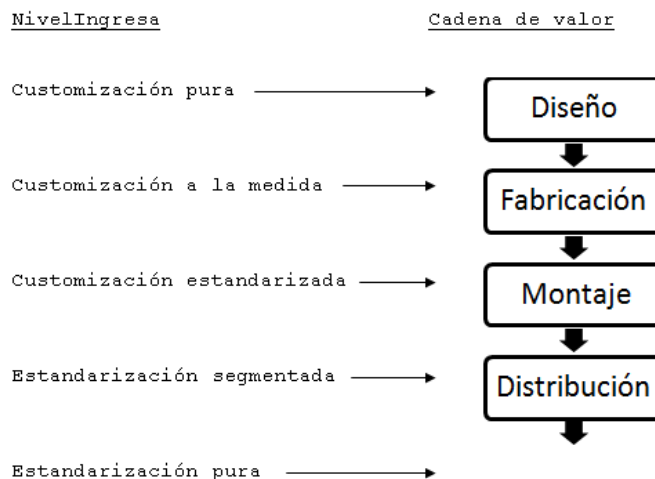 NivelIngresa Cadena de valor
Customización pura Diseño
Customización a la medida Fabricación
Customización estandarizada Montaje
Estandarización segmentada Distribución
Estandarización pura